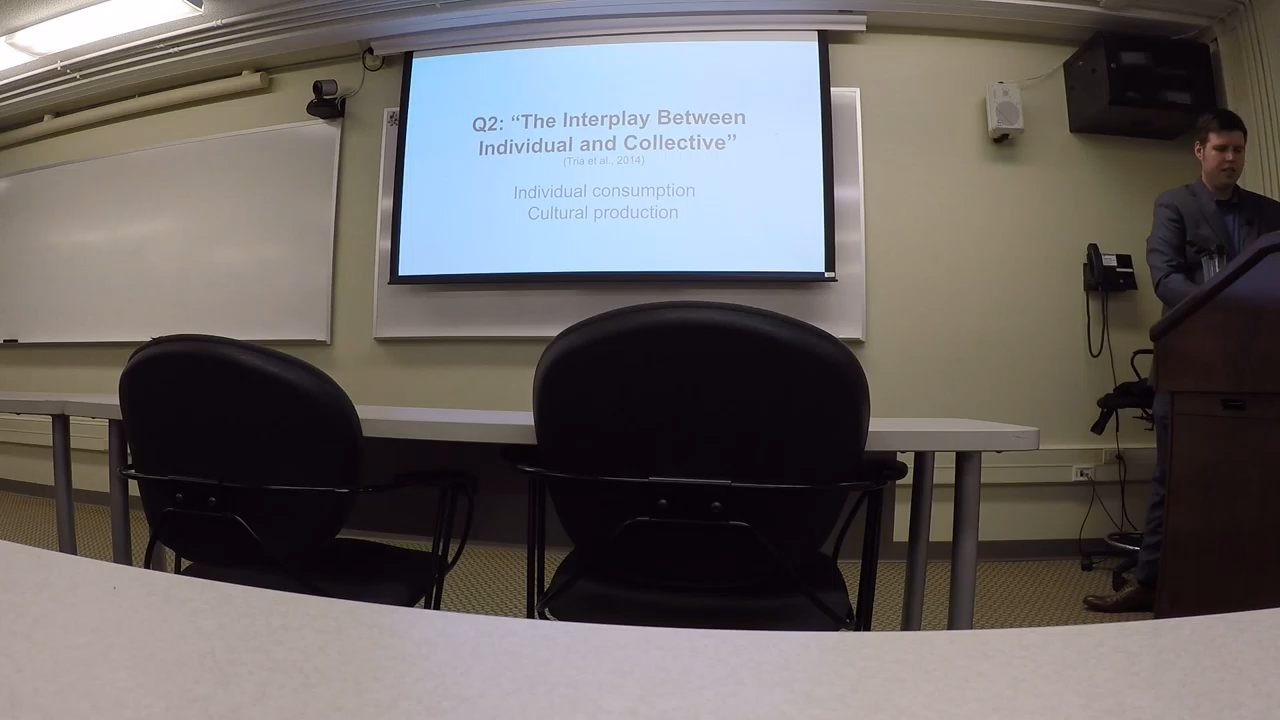 Q2: “The Interplay Between
Individual and Collective”
(Tria et al., 2014)
Individual consumption
Cultural production